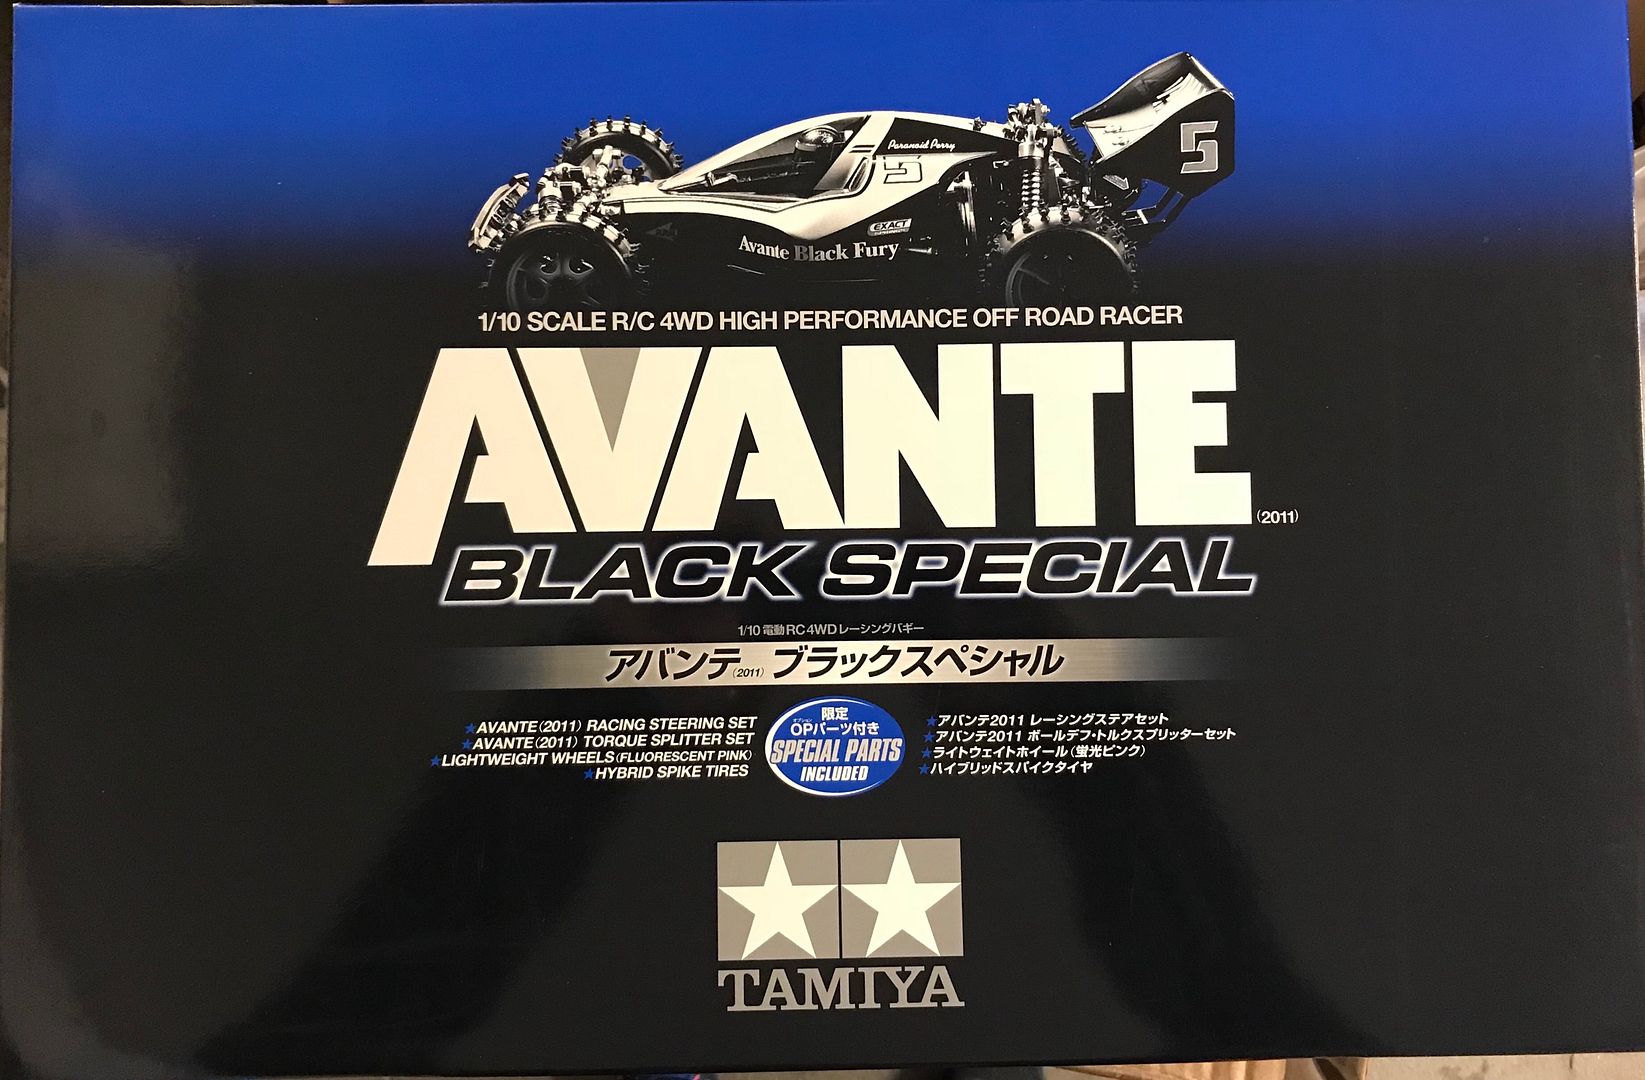 5
Paranoid Perry
5
EXACT
Avante Black Fury
1/10 SCALE R/C 4WD HIGH PERFORMANCE OFF ROAD RACER
AVANTE
(2011)
BLACK SPECIAL
1/10 電動RC4WDレーシングバギー
アバンテ(2011) ブラックスペシャル
★AVANTE(2011) RACING STEERING SET
★AVANTE(2011) TORQUE SPLITTER SET
★LIGHTWEIGHT WHEELS(FLUORESCENT PINK)
★HYBRID SPIKE TIRES
限定
オプション
OPパーツ付き
SPECIAL PARTS
INCLUDED
★アバンテ2011 レーシングステアセット
★アバンテ2011 ボールデフ・トルクスプリッターセット
★ライトウェイトホイール(蛍光ピンク)
★ハイブリッドスパイクタイヤ
TAMIYA